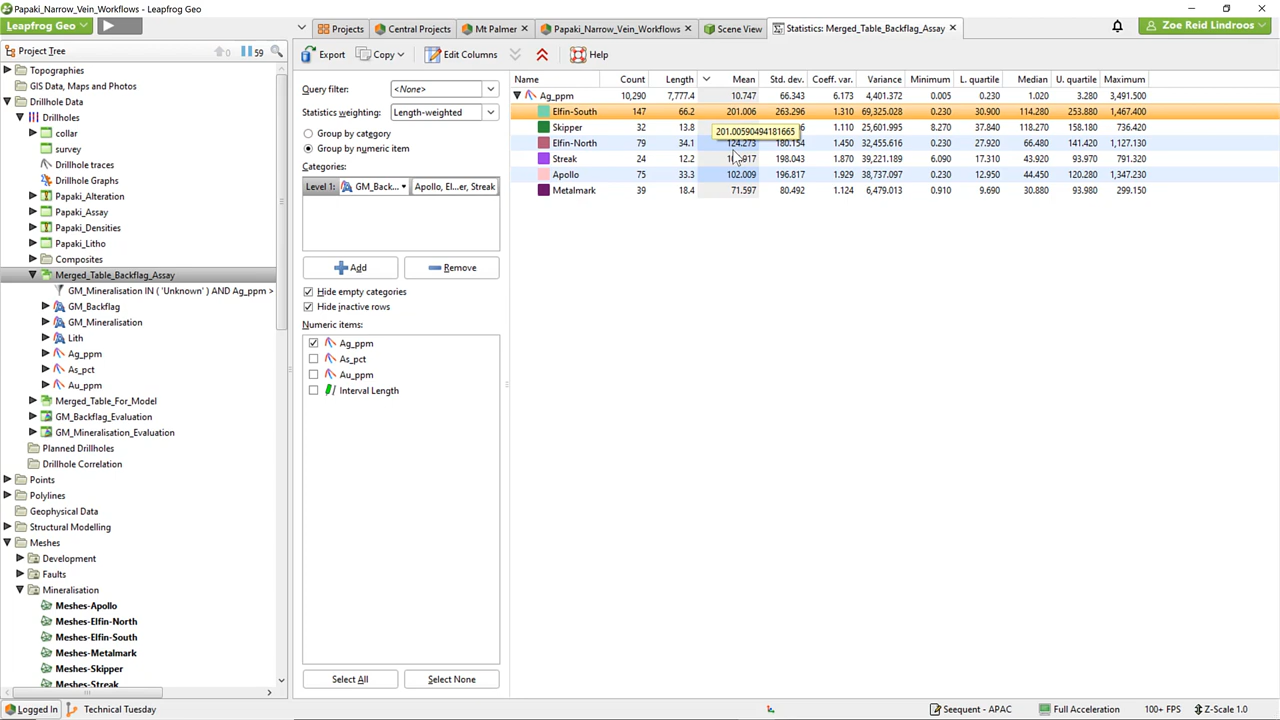 Papaki_Narrow_Vein_Workflows
Leapfrog Geo
Projects
Central Projects
Mt Palmer
Papaki_Narrow_Vein_Workflows
Scene View
Statistics: Merged_Table_Backflag_Assay
Zoe Reid Lindroos
Project Tree
0
59
Topographies
GIS Data, Maps and Photos
Drillhole Data
Drillholes
collar
survey
Drillhole traces
Drillhole Graphs
Papaki_Alteration
Papaki_Assay
Papaki_Densities
Papaki_Litho
Composites
Merged_Table_Backflag_Assay
GM_Mineralisation IN ( 'Unknown' ) AND Ag_ppm >
GM_Backflag
GM_Mineralisation
Lith
Ag_ppm
As_pct
Au_ppm
Merged_Table_For_Model
GM_Backflag_Evaluation
GM_Mineralisation_Evaluation
Planned Drillholes
Drillhole Correlation
Points
Polylines
Geophysical Data
Structural Modelling
Meshes
Development
Faults
Mineralisation
Meshes-Apollo
Meshes-Elfin-North
Meshes-Elfin-South
Meshes-Metalmark
Meshes-Skipper
Meshes-Streak
Export
Copy
Edit Columns
Help
Query filter: <None>
Statistics weighting: Length-weighted
Group by category
Group by numeric item
Categories:
Level 1: GM_Back... Apollo, El...er, Streak
Add
Remove
Hide empty categories
Hide inactive rows
Numeric items:
Ag_ppm
As_pct
Au_ppm
Interval Length
Select All
Select None
Name Count Length Mean Std. dev. Coeff. var. Variance Minimum L. quartile Median U. quartile Maximum
Ag_ppm 10,290 7,777.4 10.747 66.343 6.173 4,401.372 0.005 0.230 1.020 3.280 3,491.500
Elfin-South 147 66.2 201.006 263.296 1.310 69,325.028 0.230 30.900 114.280 253.880 1,467.400
Skipper 32 13.8 1.110 25,601.995 8.270 37.840 118.270 158.180 736.420
201.00590494181665
Elfin-North 79 34.1 124.273 180.154 1.450 32,455.616 0.230 27.920 66.480 141.420 1,127.130
Streak 24 12.2 198.043 1.870 39,221.189 6.090 17.310 43.920 93.970 791.320
Apollo 75 33.3 102.009 196.817 1.929 38,737.097 0.230 12.950 44.450 120.280 1,347.230
Metalmark 39 18.4 71.597 80.492 1.124 6,479.013 0.910 9.690 30.880 93.980 299.150
Logged In
Technical Tuesday
Seequent - APAC
Full Acceleration
100+ FPS
Z-Scale 1.0